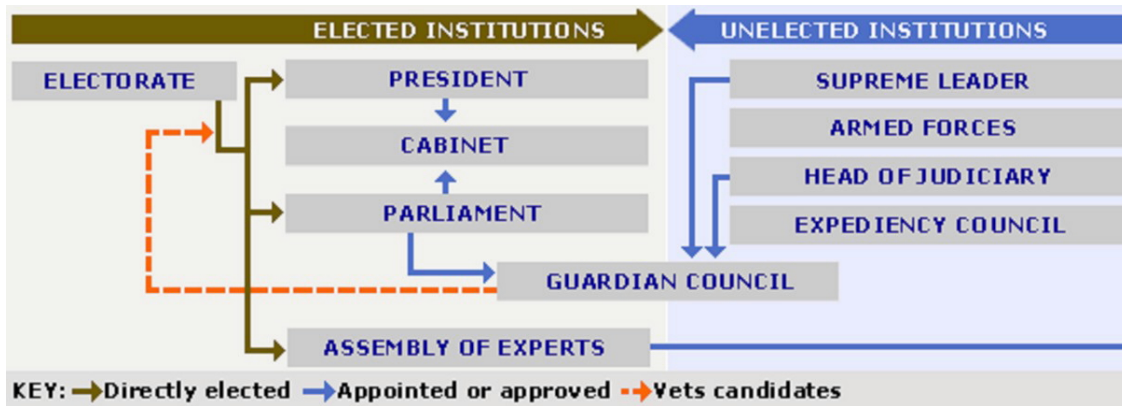 ELECTED INSTITUTIONS
UNELECTED INSTITUTIONS
ELECTORATE
PRESIDENT
SUPREME LEADER
ARMED FORCES
CABINET
HEAD OF JUDICIARY
PARLIAMENT
EXPEDIENCY COUNCIL
GUARDIAN COUNCIL
ASSEMBLY OF EXPERTS
KEY: Directly elected Appointed or approved Vets candidates